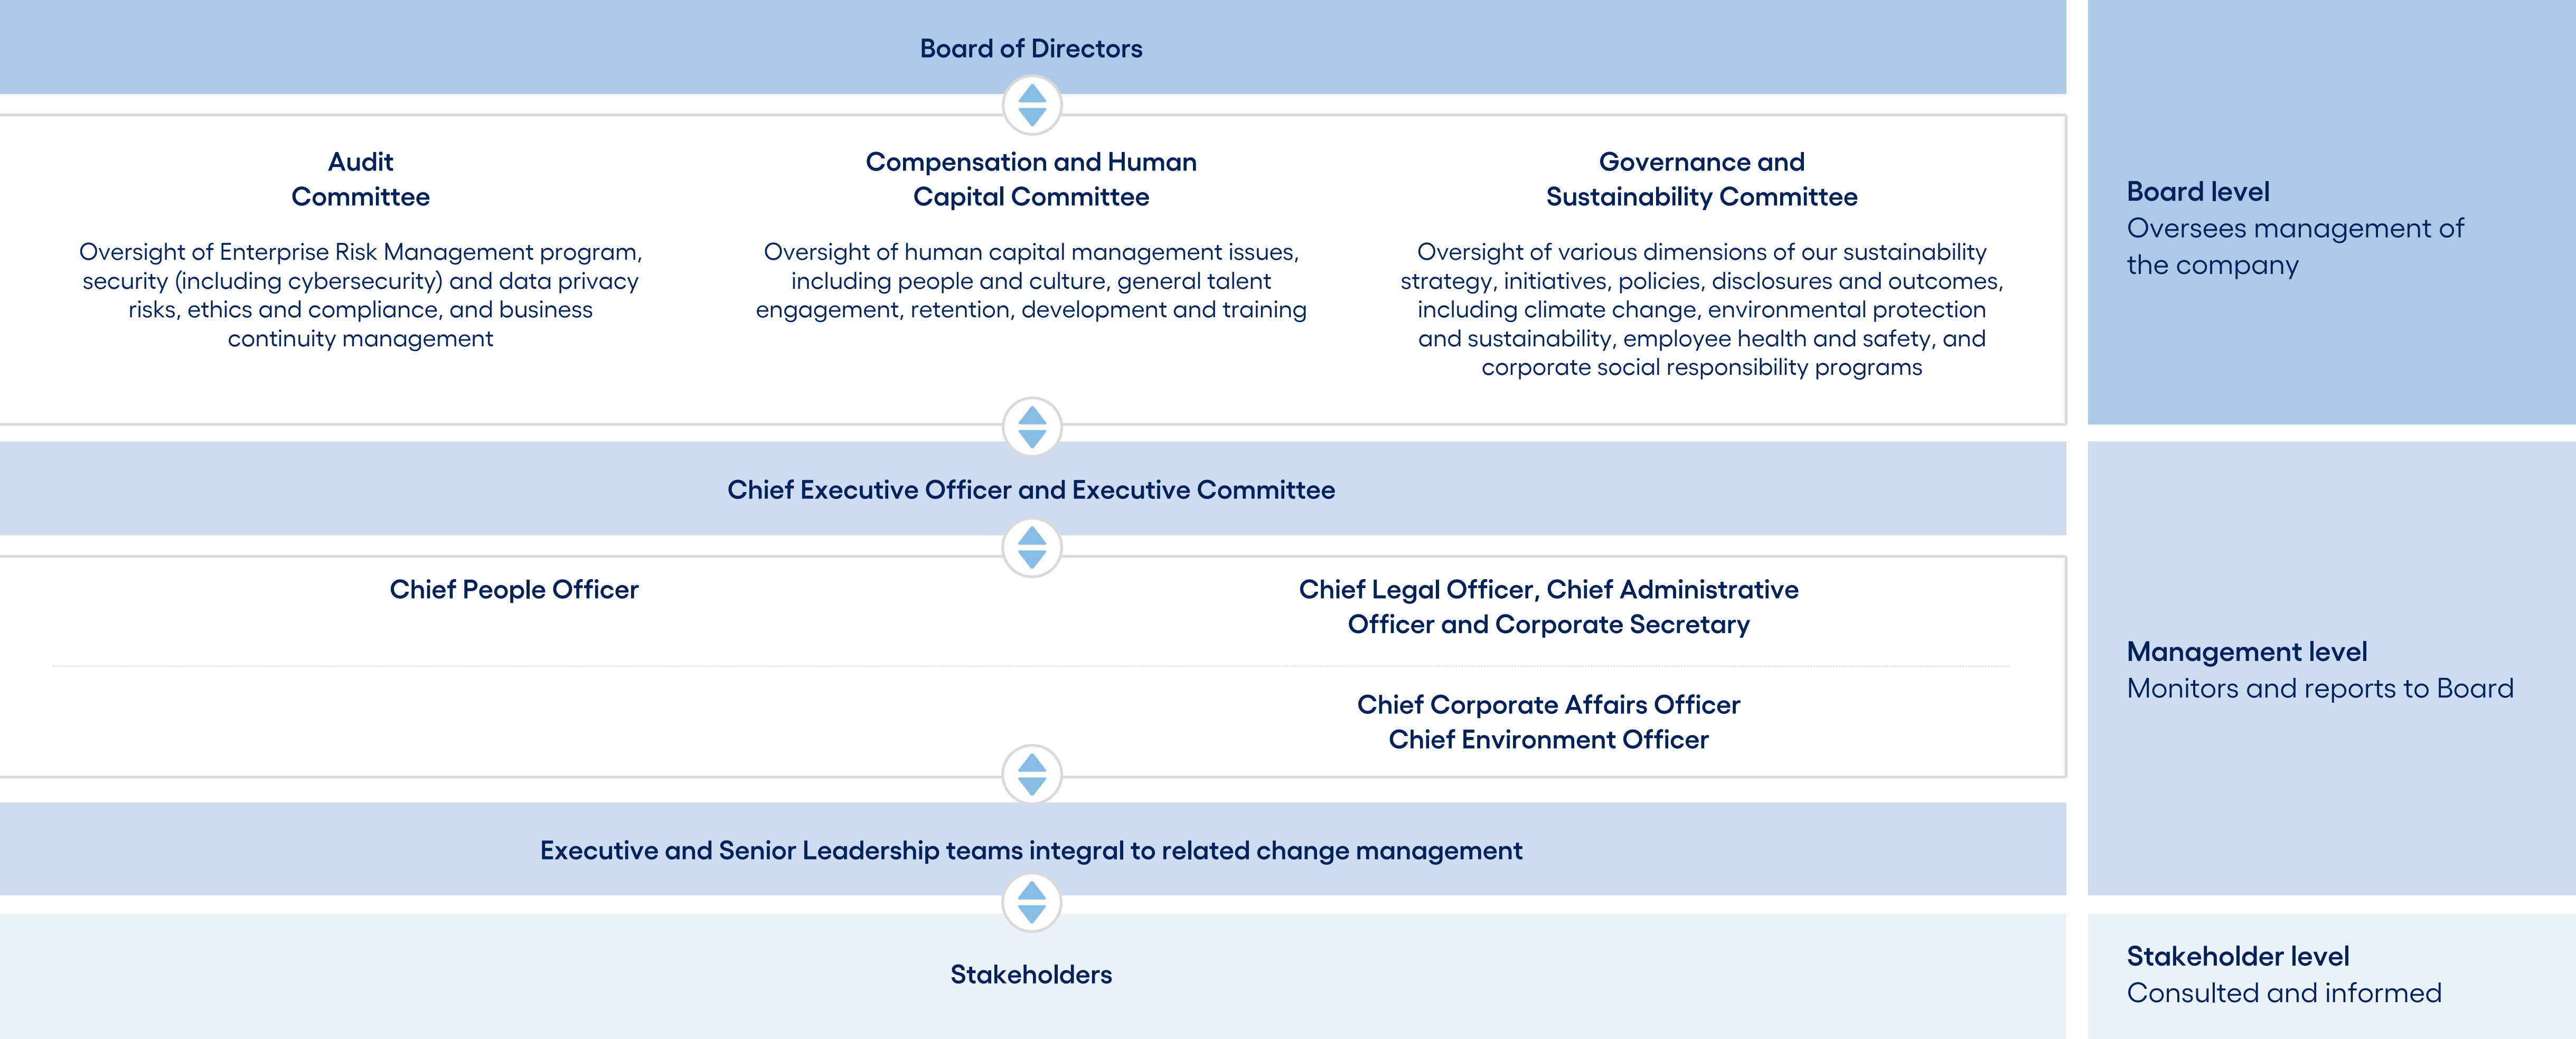 Board of Directors
Audit
Committee
Oversight of Enterprise Risk Management program,
security (including cybersecurity) and data privacy
risks, ethics and compliance, and business
continuity management
Compensation and Human
Capital Committee
Oversight of human capital management issues,
including people and culture, general talent
engagement, retention, development and training
Governance and
Sustainability Committee
Oversight of various dimensions of our sustainability
strategy, initiatives, policies, disclosures and outcomes,
including climate change, environmental protection
and sustainability, employee health and safety, and
corporate social responsibility programs
Board level
Oversees management of
the company
Chief Executive Officer and Executive Committee
Chief People Officer
Chief Legal Officer, Chief Administrative
Officer and Corporate Secretary
Chief Corporate Affairs Officer
Chief Environment Officer
Executive and Senior Leadership teams integral to related change management
Management level
Monitors and reports to Board
Stakeholders
Stakeholder level
Consulted and informed